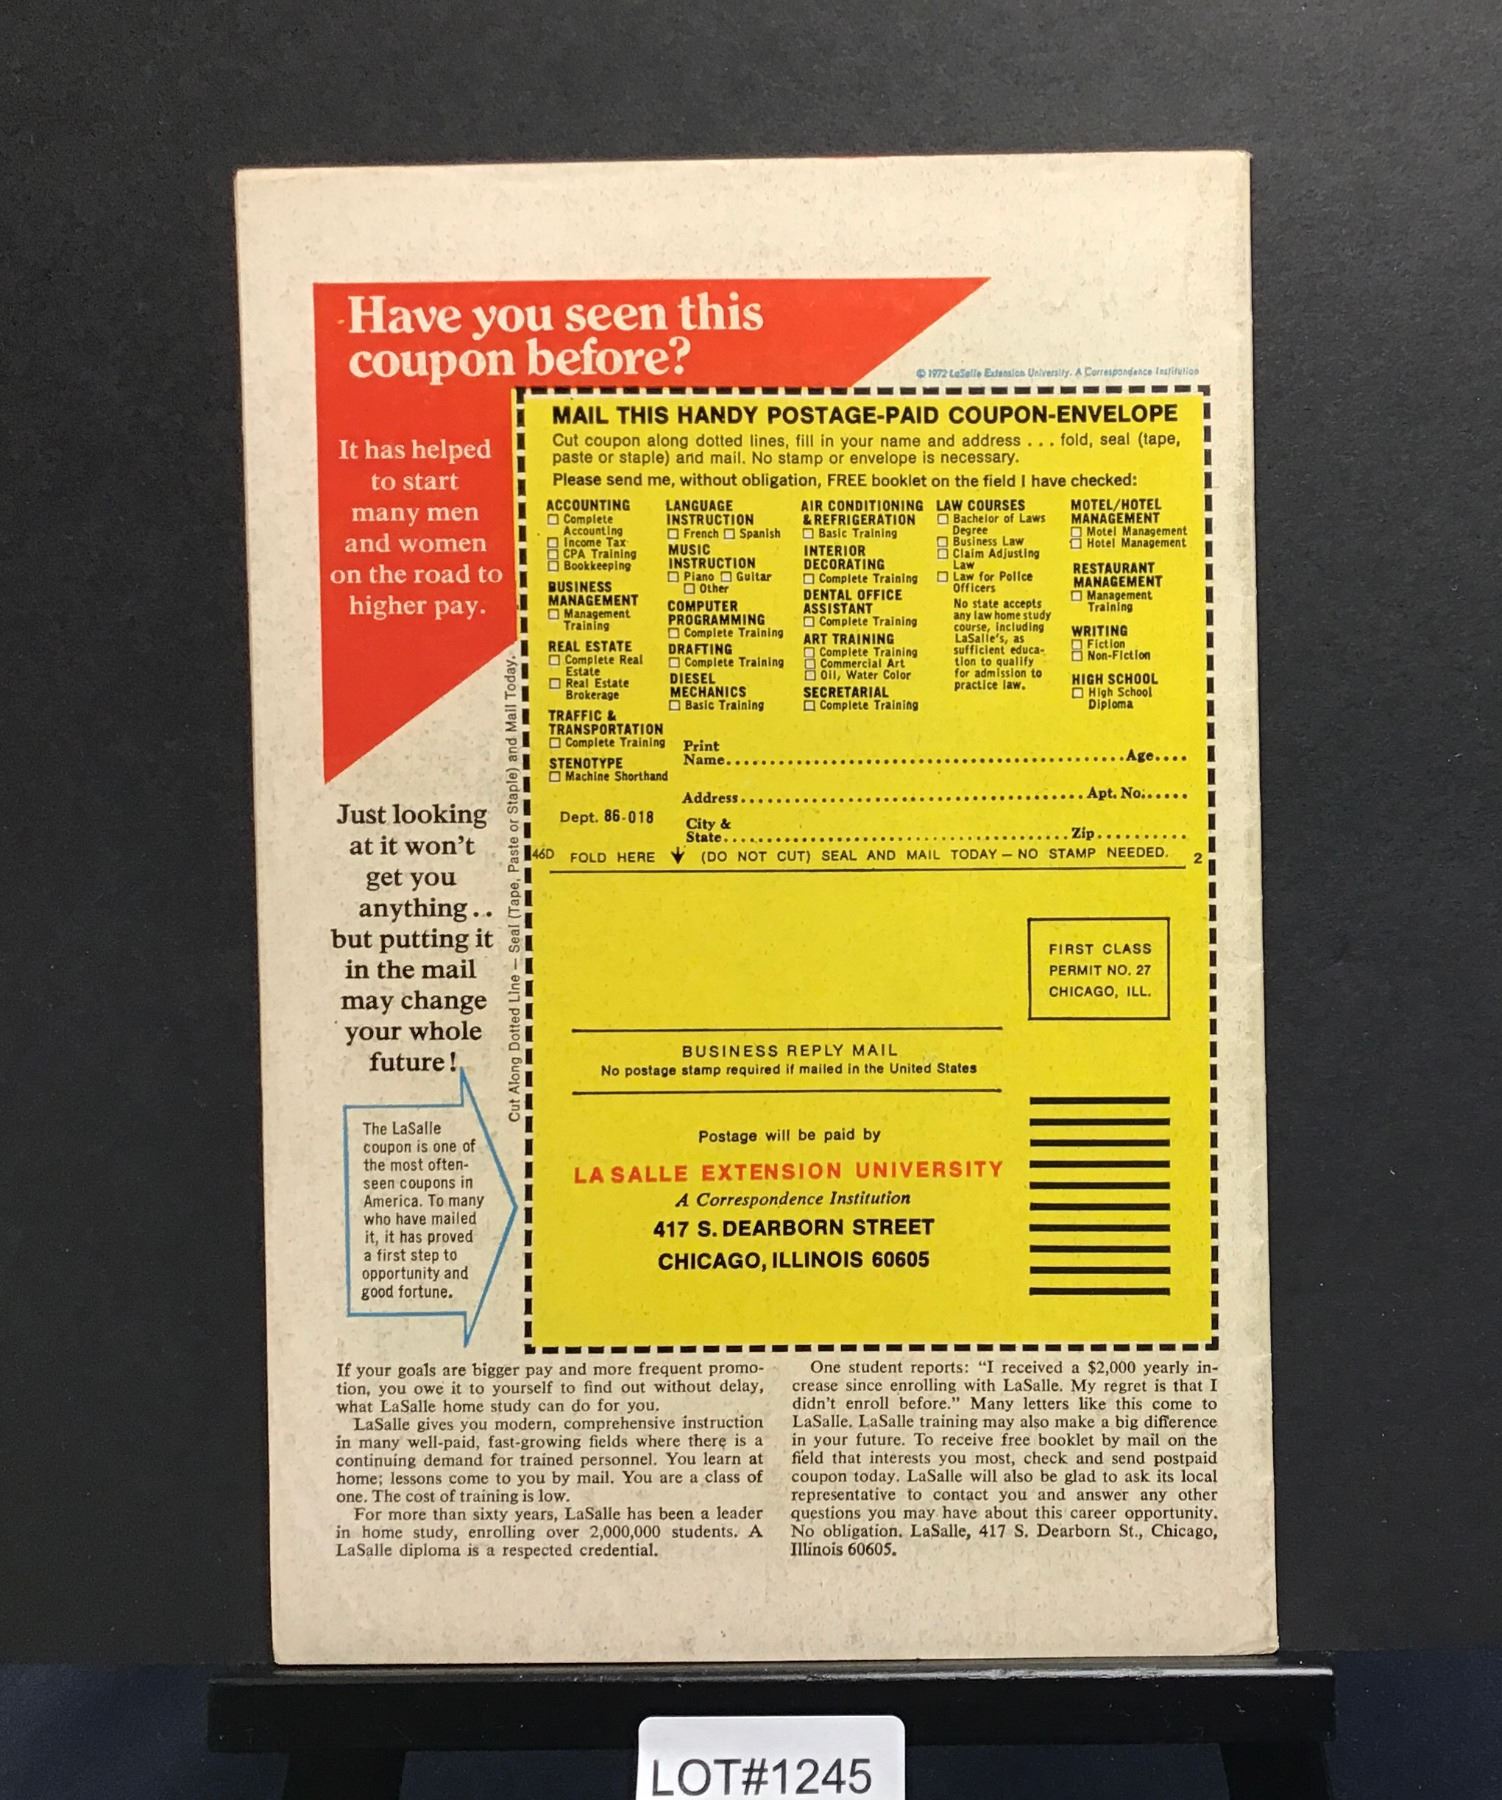 Have you seen this
coupon before?
© 1972 LaSalle Extension University. A Correspondence Institution
It has helped
to start
many men
and women
on the road to
higher pay.
Just looking
at it won't
get you
anything . .
but putting it
in the mail
may change
your whole
future!
The LaSalle
coupon is one of
the most often-
seen coupons in
America. To many
who have mailed
it, it has proved
a first step to
opportunity and
good fortune.
Cut Along Dotted Line — Seal (Tape, Paste or Staple) and Mail Today.
MAIL THIS HANDY POSTAGE-PAID COUPON-ENVELOPE
Cut coupon along dotted lines, fill in your name and address . . . fold, seal (tape,
paste or staple) and mail. No stamp or envelope is necessary.
Please send me, without obligation, FREE booklet on the field I have checked:
ACCOUNTING
☐ Complete
Accounting
☐ Income Tax
☐ CPA Training
☐ Bookkeeping
BUSINESS
MANAGEMENT
☐ Management
Training
REAL ESTATE
☐ Complete Real
Estate
☐ Real Estate
Brokerage
TRAFFIC &
TRANSPORTATION
☐ Complete Training
STENOTYPE
☐ Machine Shorthand
LANGUAGE
INSTRUCTION
☐ French ☐ Spanish
MUSIC
INSTRUCTION
☐ Piano ☐ Guitar
☐ Other
COMPUTER
PROGRAMMING
☐ Complete Training
DRAFTING
☐ Complete Training
DIESEL
MECHANICS
☐ Basic Training
AIR CONDITIONING
& REFRIGERATION
☐ Basic Training
INTERIOR
DECORATING
☐ Complete Training
DENTAL OFFICE
ASSISTANT
☐ Complete Training
ART TRAINING
☐ Complete Training
☐ Commercial Art
☐ Oil, Water Color
SECRETARIAL
☐ Complete Training
LAW COURSES
☐ Bachelor of Laws
Degree
☐ Business Law
☐ Claim Adjusting
Law
☐ Law for Police
Officers
No state accepts
any law home study
course, including
LaSalle's, as
sufficient educa-
tion to qualify
for admission to
practice law.
MOTEL/HOTEL
MANAGEMENT
☐ Motel Management
☐ Hotel Management
RESTAURANT
MANAGEMENT
☐ Management
Training
WRITING
☐ Fiction
☐ Non-Fiction
HIGH SCHOOL
☐ High School
Diploma
Print
Name.......... Age....
Address.......... Apt. No......
Dept. 86-018
City &
State.......... Zip..........
46D FOLD HERE ↓ (DO NOT CUT) SEAL AND MAIL TODAY — NO STAMP NEEDED. 2
FIRST CLASS
PERMIT NO. 27
CHICAGO, ILL.
BUSINESS REPLY MAIL
No postage stamp required if mailed in the United States
Postage will be paid by
LA SALLE EXTENSION UNIVERSITY
A Correspondence Institution
417 S. DEARBORN STREET
CHICAGO, ILLINOIS 60605
If your goals are bigger pay and more frequent promo-
tion, you owe it to yourself to find out without delay,
what LaSalle home study can do for you.
LaSalle gives you modern, comprehensive instruction
in many well-paid, fast-growing fields where there is a
continuing demand for trained personnel. You learn at
home; lessons come to you by mail. You are a class of
one. The cost of training is low.
For more than sixty years, LaSalle has been a leader
in home study, enrolling over 2,000,000 students. A
LaSalle diploma is a respected credential.
One student reports: “I received a $2,000 yearly in-
crease since enrolling with LaSalle. My regret is that I
didn't enroll before.” Many letters like this come to
LaSalle. LaSalle training may also make a big difference
in your future. To receive free booklet by mail on the
field that interests you most, check and send postpaid
coupon today. LaSalle will also be glad to ask its local
representative to contact you and answer any other
questions you may have about this career opportunity.
No obligation. LaSalle, 417 S. Dearborn St., Chicago,
Illinois 60605.
LOT#1245